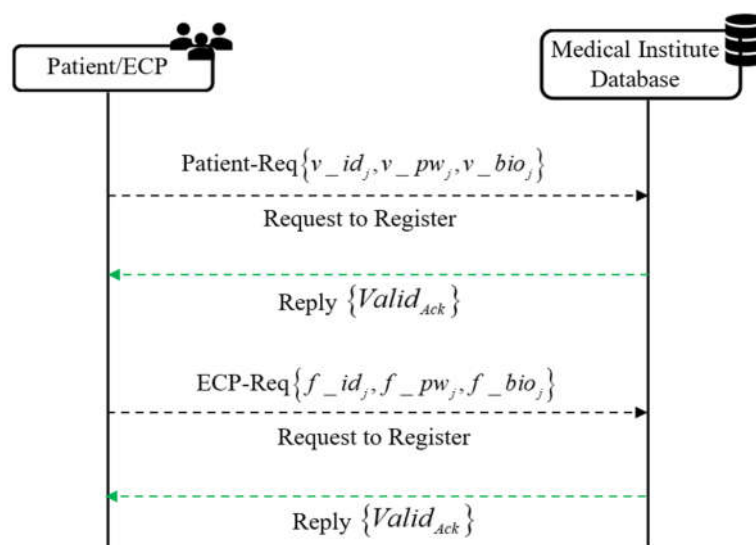 Patient/ECP
Medical Institute
Database
Patient-Req{v_id_j, v_pw_j, v_bio_j}
Request to Register
Reply {Valid_Ack}
ECP-Req{f_id_j, f_pw_j, f_bio_j}
Request to Register
Reply {Valid_Ack}